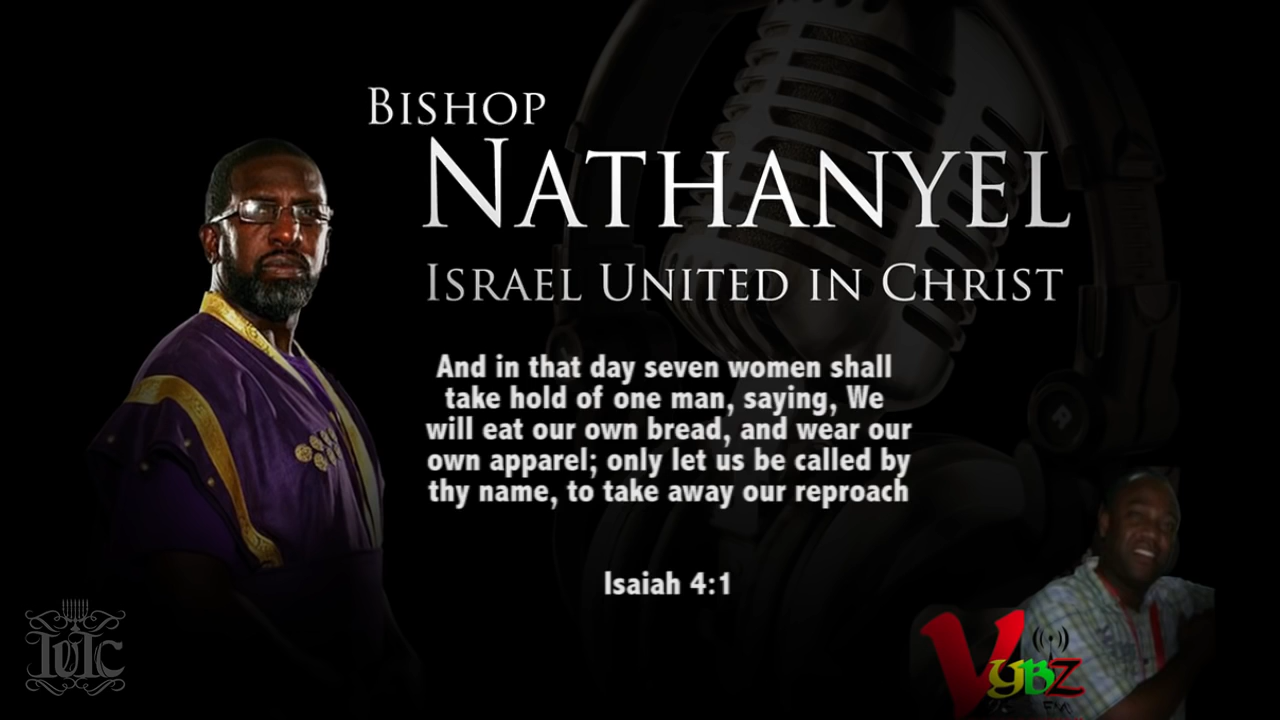 BISHOP
NATHANYEL
ISRAEL UNITED IN CHRIST
And in that day seven women shall
take hold of one man, saying, We
will eat our own bread, and wear our
own apparel; only let us be called by
thy name, to take away our reproach
Isaiah 4:1
IUIC
VYBZ
FM